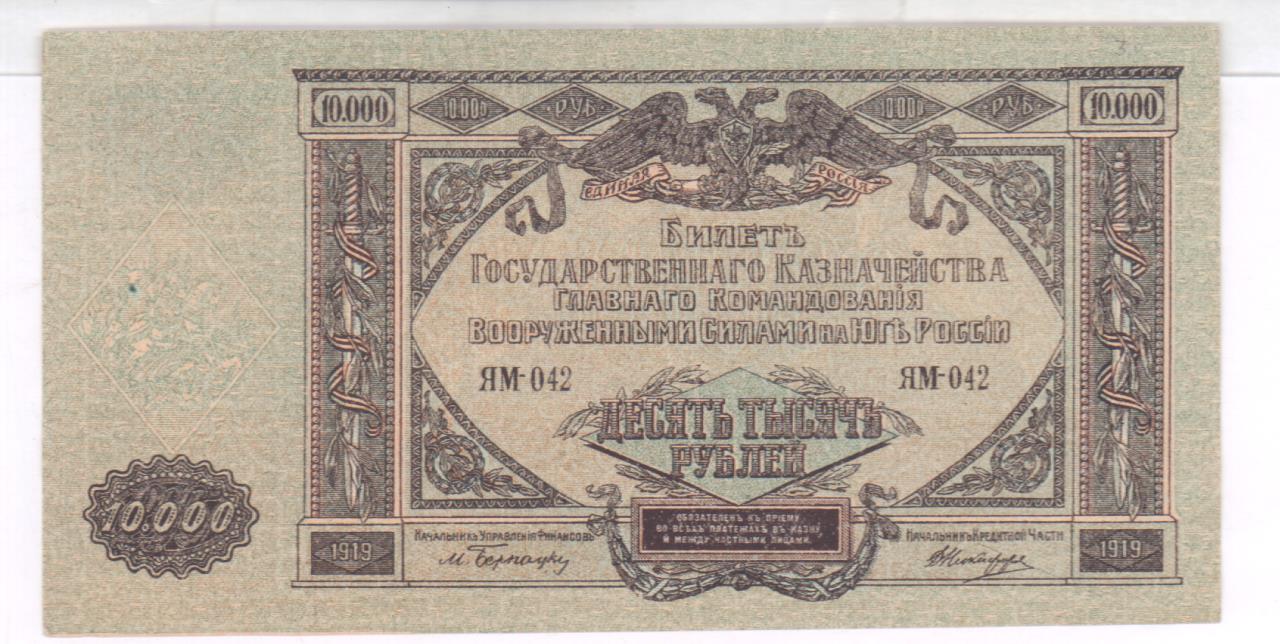 10.000 10.000 РУБ. 10.000 РУБ. 10.000
ЕДИНАЯ РОССІЯ
БИЛЕТЪ
ГОСУДАРСТВЕННАГО КАЗНАЧЕЙСТВА
ГЛАВНАГО КОМАНДОВАНІЯ
ВООРУЖЕННЫМИ СИЛАМИ НА ЮГѢ РОССІИ
ЯМ-042 ЯМ-042
ДЕСЯТЬ ТЫСЯЧЪ
РУБЛЕЙ
10.000
ОБЯЗАТЕЛЕНЪ КЪ ПРІЕМУ
ВО ВСѢХЪ ПЛАТЕЖАХЪ ВЪ КАЗНУ
И МЕЖДУ ЧАСТНЫМИ ЛИЦАМИ.
НАЧАЛЬНИКЪ УПРАВЛЕНІЯ ФИНАНСОВЪ НАЧАЛЬНИКЪ КРЕДИТНОЙ ЧАСТИ
1919 1919